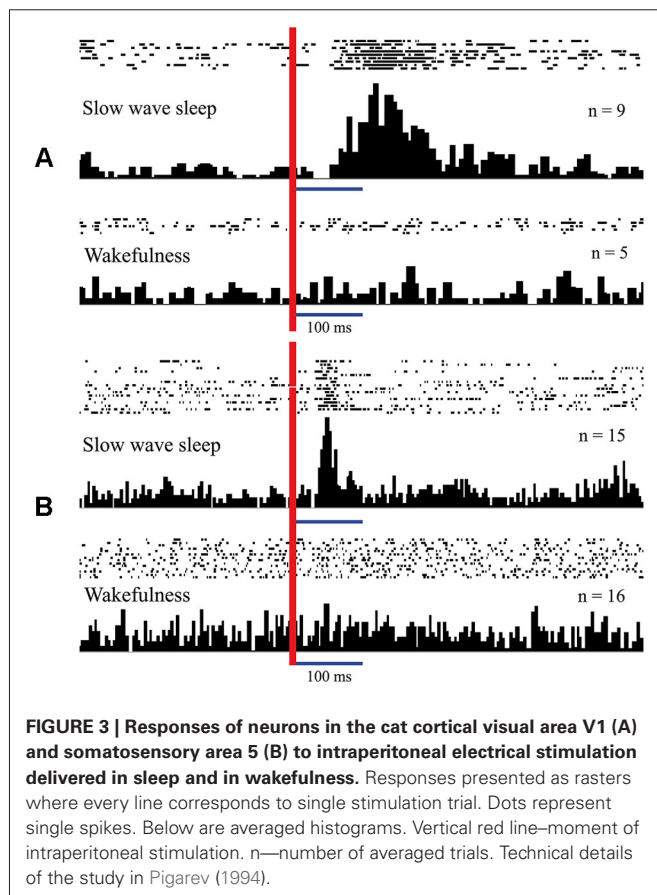 Slow wave sleep
n = 9
A
Wakefulness
n = 5
100 ms
Slow wave sleep
n = 15
B
Wakefulness
n = 16
100 ms
FIGURE 3 | Responses of neurons in the cat cortical visual area V1 (A)
and somatosensory area 5 (B) to intraperitoneal electrical stimulation
delivered in sleep and in wakefulness. Responses presented as rasters
where every line corresponds to single stimulation trial. Dots represent
single spikes. Below are averaged histograms. Vertical red line–moment of
intraperitoneal stimulation. n—number of averaged trials. Technical details
of the study in Pigarev (1994).